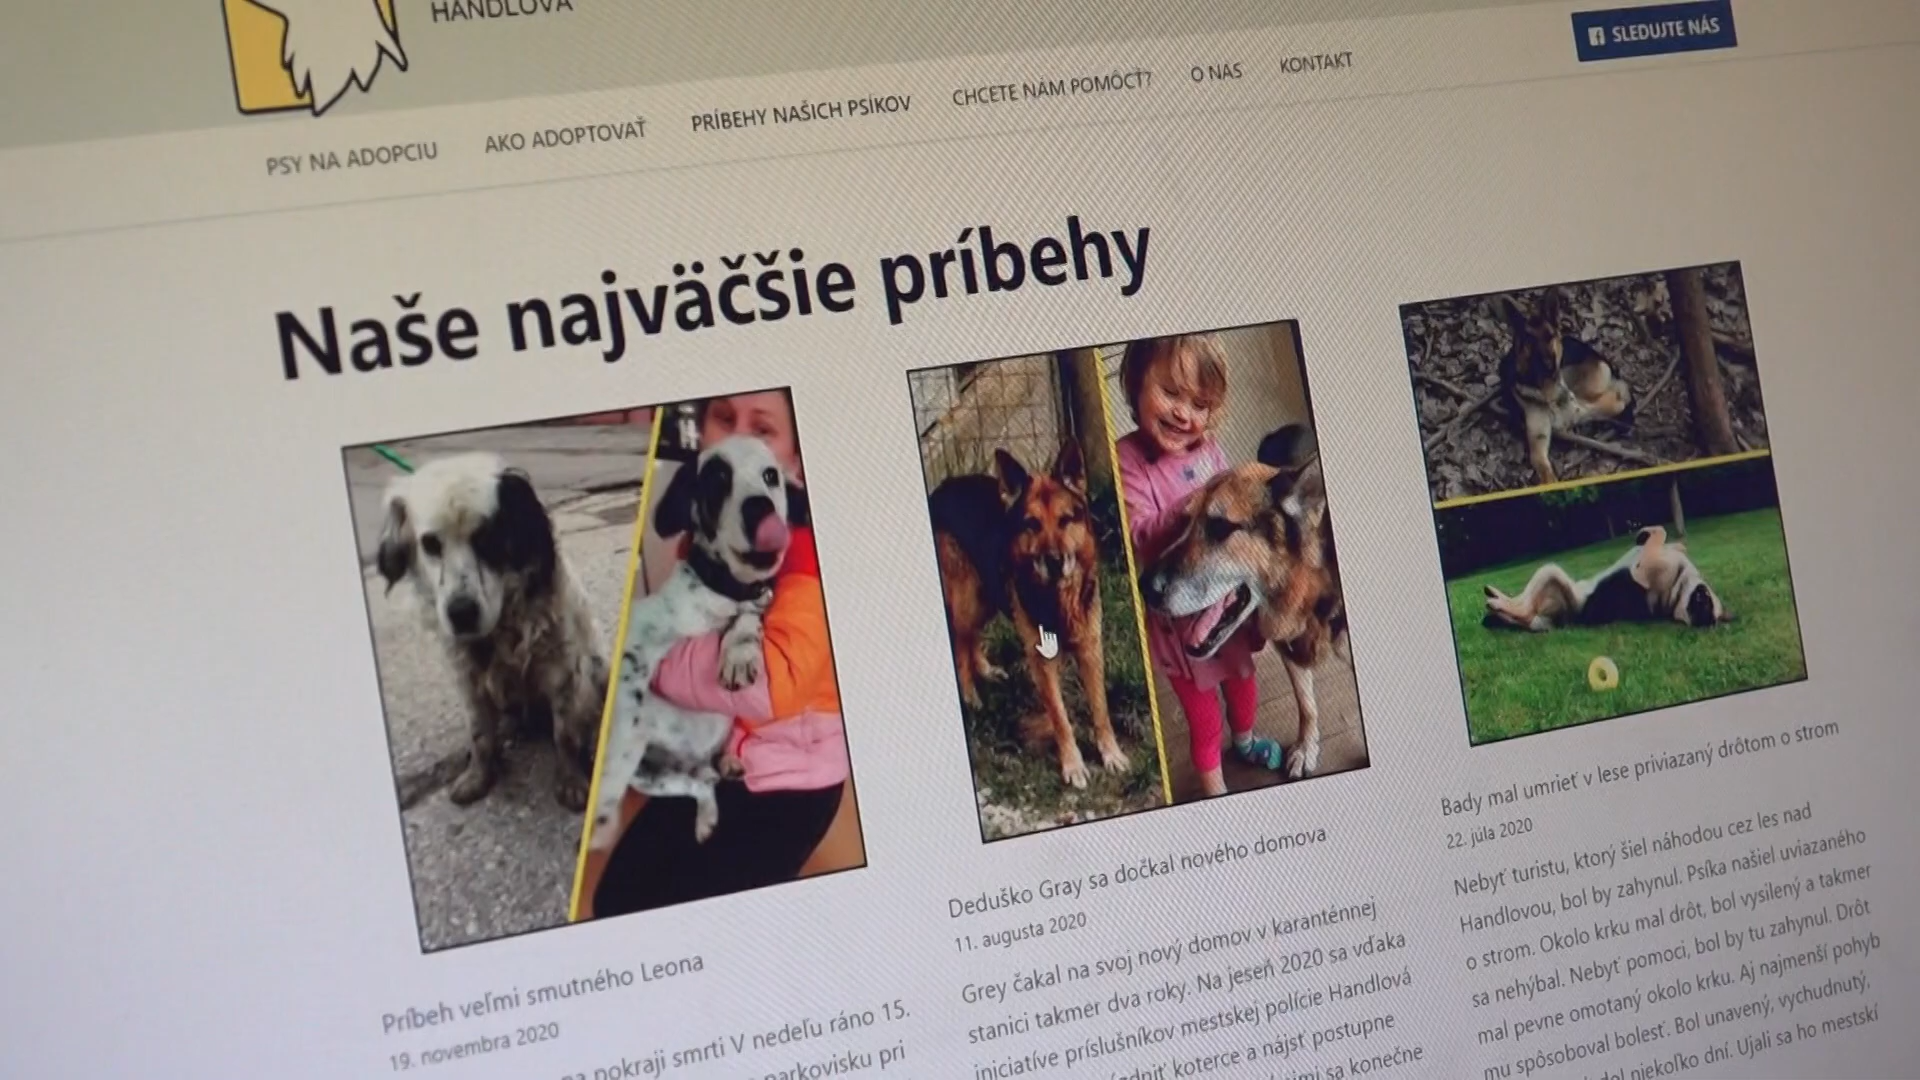 HANDLOVÁ
SLEDUJTE NÁS
PSY NA ADOPCIU
AKO ADOPTOVAŤ
PRÍBEHY NAŠICH PSÍKOV
CHCETE NÁM POMÔCŤ?
O NÁS
KONTAKT
Naše najväčšie príbehy
Príbeh veľmi smutného Leona
19. novembra 2020
na pokraji smrti V nedeľu ráno 15.
parkovisku pri
Deduško Gray sa dočkal nového domova
11. augusta 2020
Grey čakal na svoj nový domov v karanténnej
stanici takmer dva roky. Na jeseň 2020 sa vďaka
iniciatíve príslušníkov mestskej polície Handlová
koterce a nájsť postupne
sa konečne
Bady mal umrieť v lese priviazaný drôtom o strom
22. júla 2020
Nebyť turistu, ktorý šiel náhodou cez les nad
Handlovou, bol by zahynul. Psíka našiel uviazaného
o strom. Okolo krku mal drôt, bol vysilený a takmer
sa nehýbal. Nebyť pomoci, bol by tu zahynul. Drôt
mal pevne omotaný okolo krku. Aj najmenší pohyb
mu spôsoboval bolesť. Bol unavený, vychudnutý,
niekoľko dní. Ujali sa ho mestskí